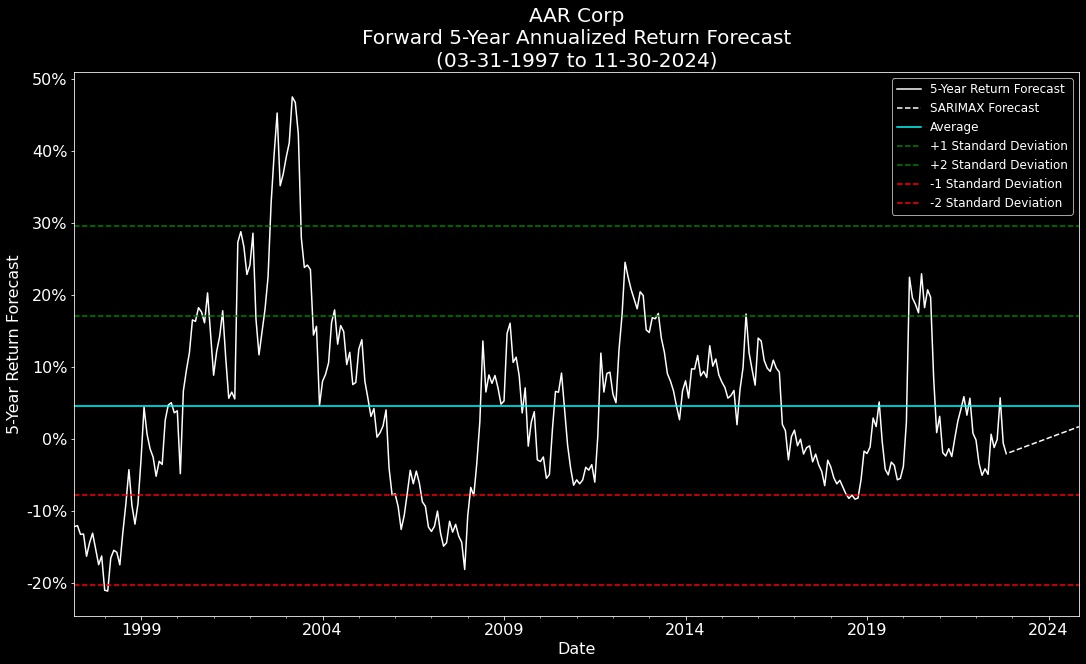 AAR Corp
Forward 5-Year Annualized Return Forecast
(03-31-1997 to 11-30-2024)
5-Year Return Forecast
SARIMAX Forecast
Average
+1 Standard Deviation
+2 Standard Deviation
-1 Standard Deviation
-2 Standard Deviation
5-Year Return Forecast
50%
40%
30%
20%
10%
0%
-10%
-20%
1999 2004 2009 2014 2019 2024
Date